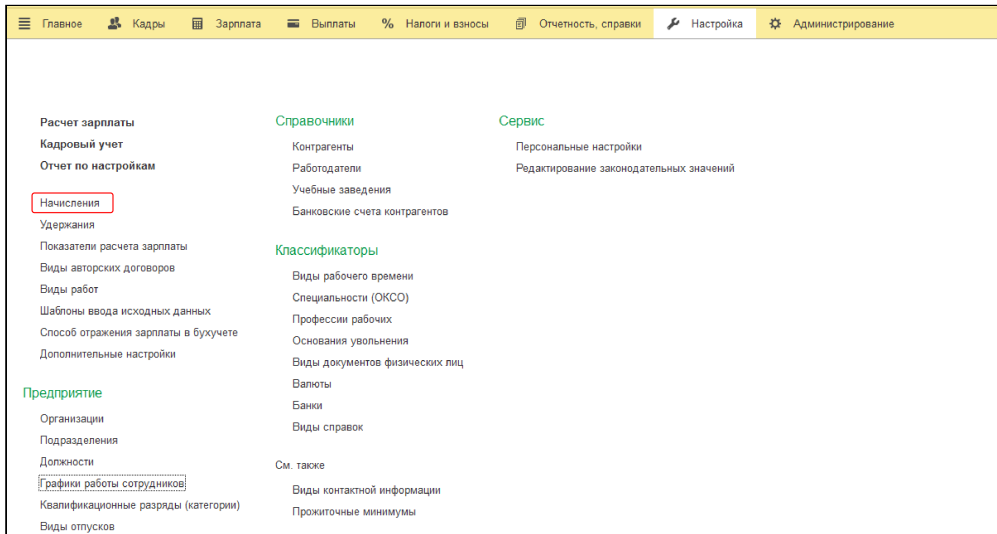 Главное Кадры Зарплата Выплаты % Налоги и взносы Отчетность, справки Настройка Администрирование
Расчет зарплаты
Кадровый учет
Отчет по настройкам
Начисления
Удержания
Показатели расчета зарплаты
Виды авторских договоров
Виды работ
Шаблоны ввода исходных данных
Способ отражения зарплаты в бухучете
Дополнительные настройки
Предприятие
Организации
Подразделения
Должности
Графики работы сотрудников
Квалификационные разряды (категории)
Виды отпусков
Справочники
Контрагенты
Работодатели
Учебные заведения
Банковские счета контрагентов
Классификаторы
Виды рабочего времени
Специальности (ОКСО)
Профессии рабочих
Основания увольнения
Виды документов физических лиц
Валюты
Банки
Виды справок
См. также
Виды контактной информации
Прожиточные минимумы
Сервис
Персональные настройки
Редактирование законодательных значений